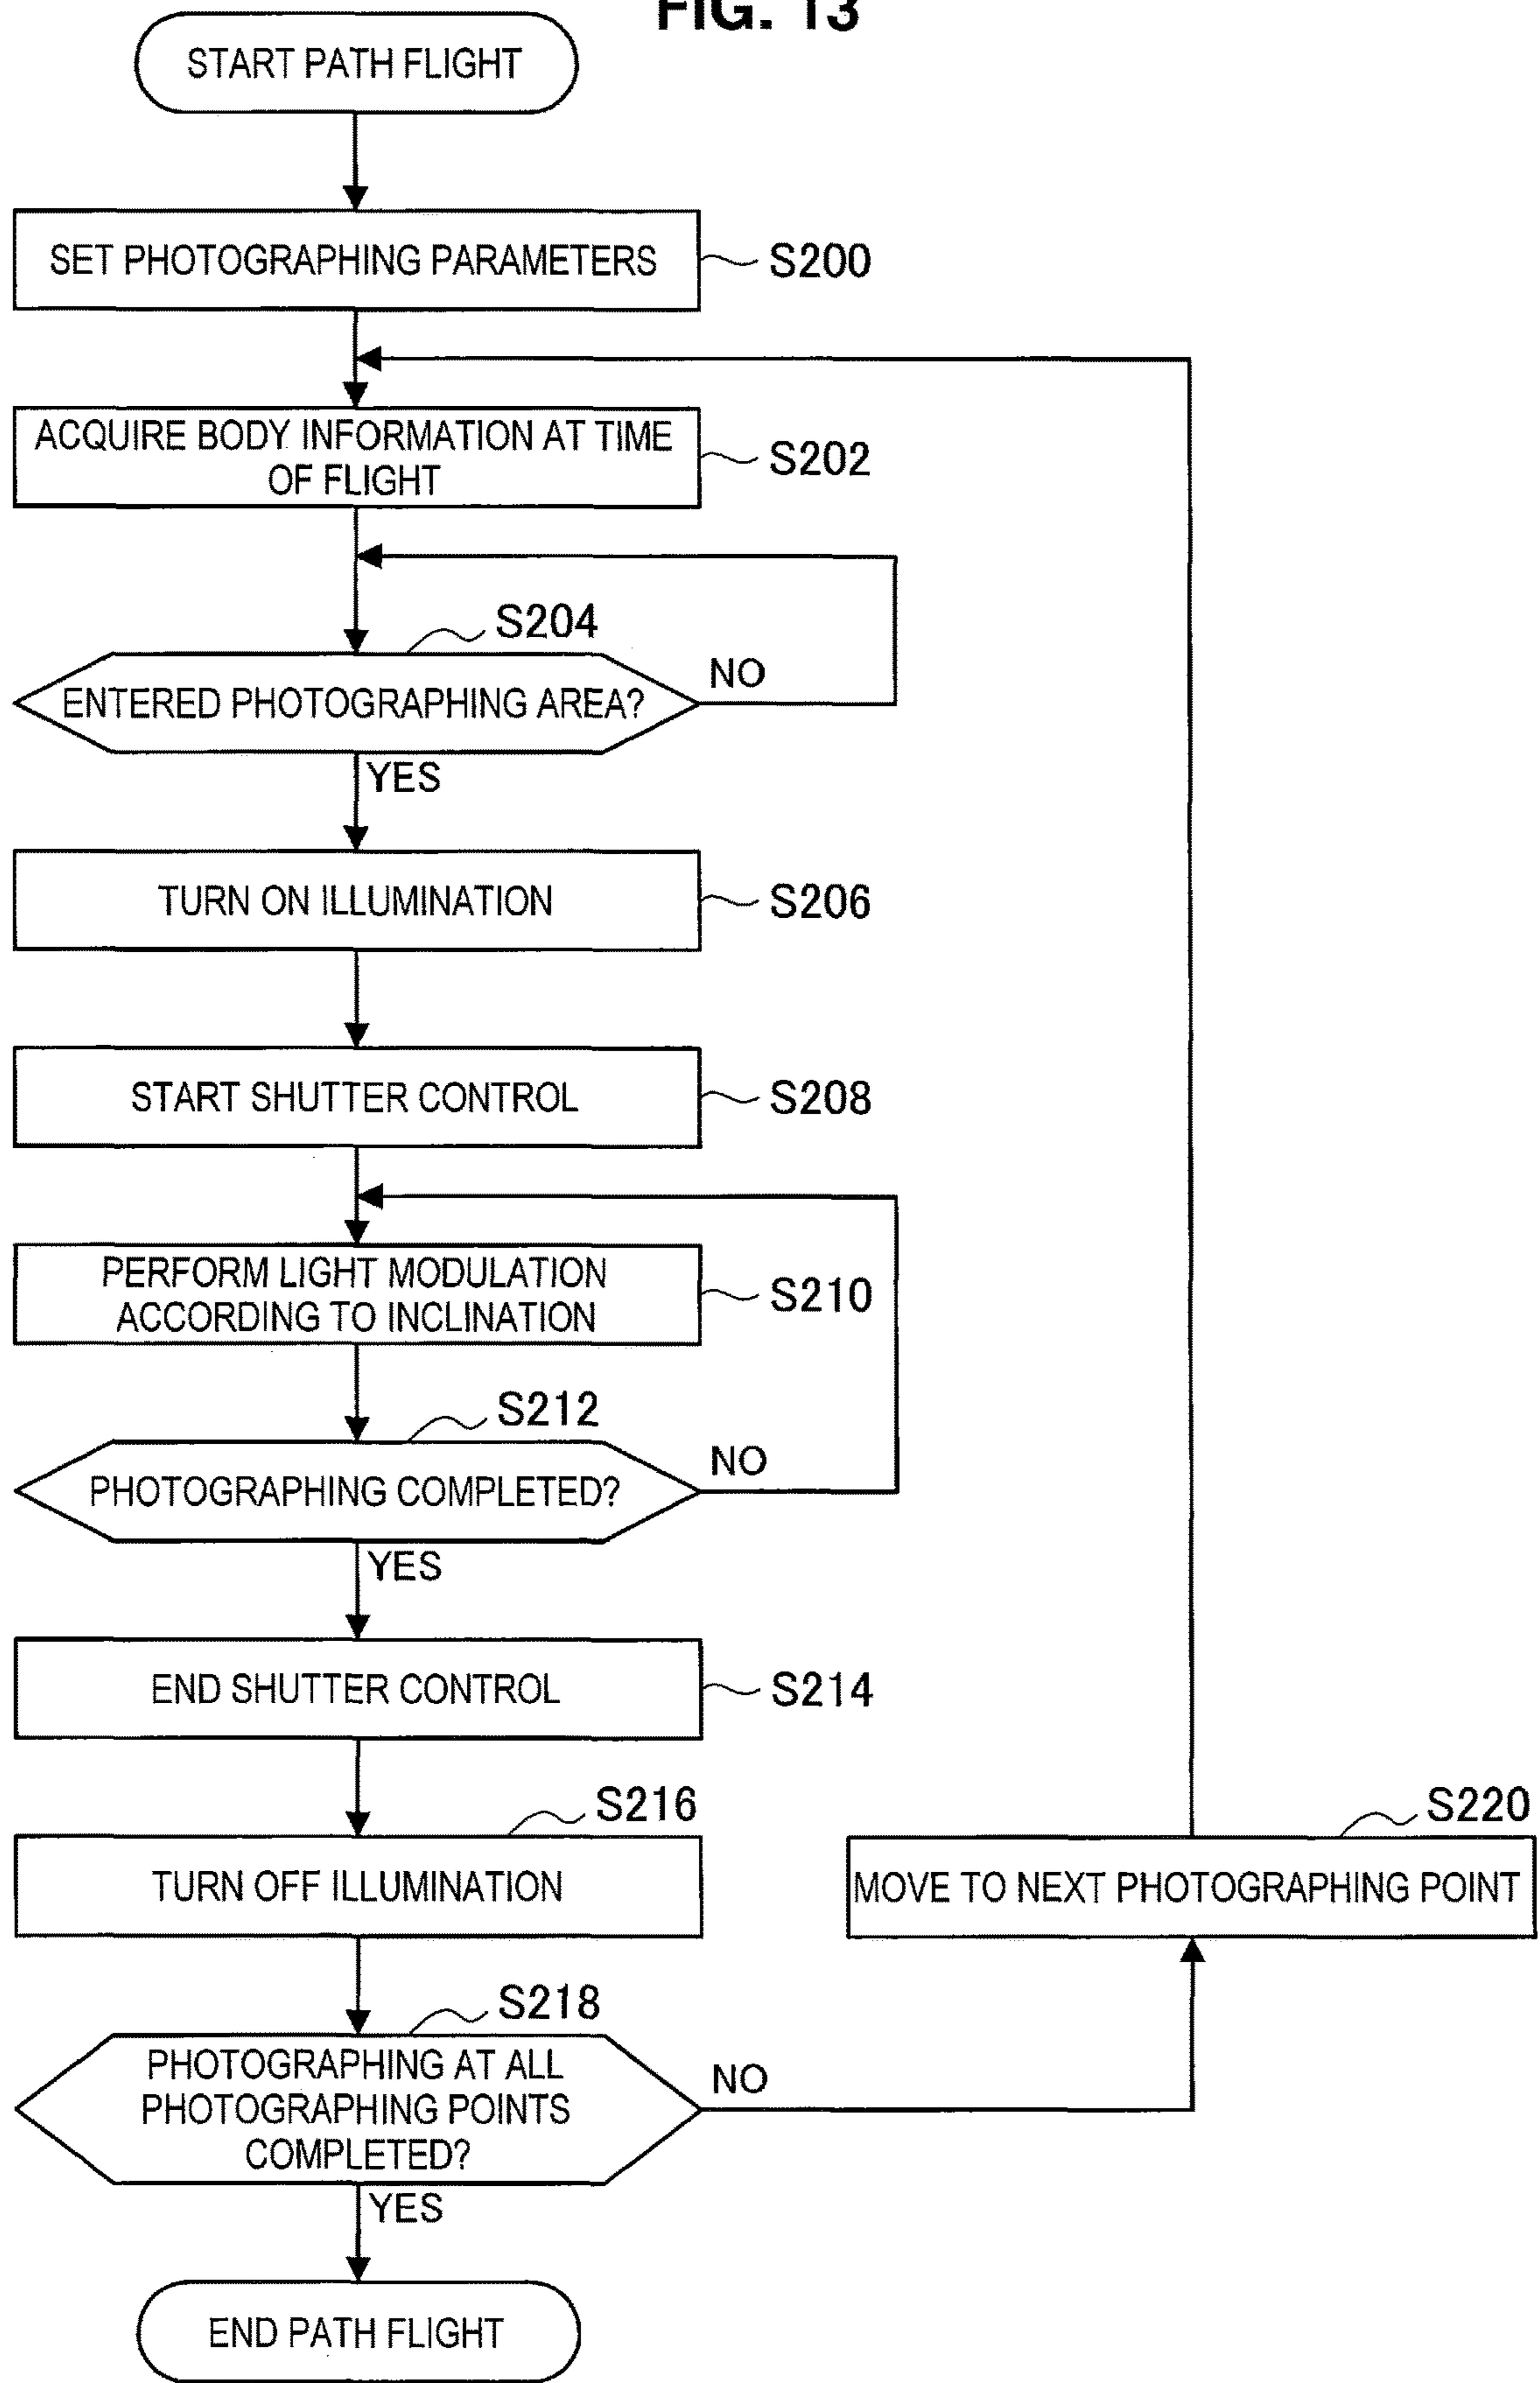 FIG. 13
START PATH FLIGHT
SET PHOTOGRAPHING PARAMETERS
S200
ACQUIRE BODY INFORMATION AT TIME
OF FLIGHT
S202
S204
ENTERED PHOTOGRAPHING AREA?
NO
YES
TURN ON ILLUMINATION
S206
START SHUTTER CONTROL
S208
PERFORM LIGHT MODULATION
ACCORDING TO INCLINATION
S210
S212
PHOTOGRAPHING COMPLETED?
NO
YES
END SHUTTER CONTROL
S214
S216
TURN OFF ILLUMINATION
S220
MOVE TO NEXT PHOTOGRAPHING POINT
S218
PHOTOGRAPHING AT ALL
PHOTOGRAPHING POINTS
COMPLETED?
NO
YES
END PATH FLIGHT